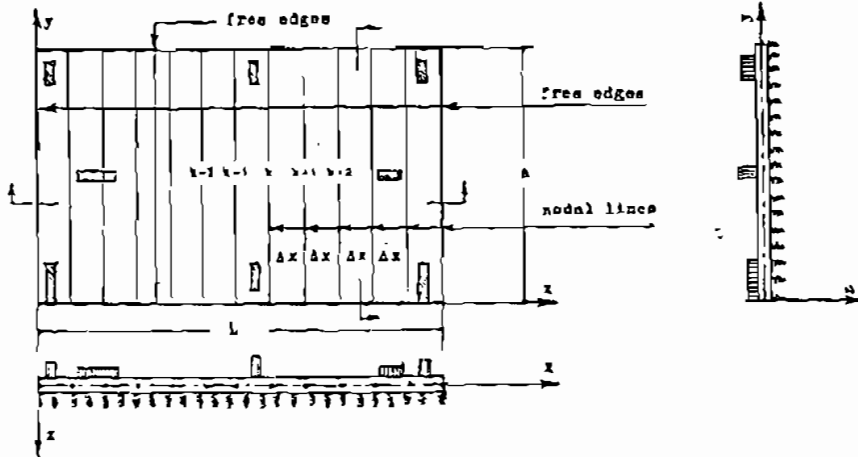 y
free edges
y
free edges
k-2 k-1 k k+1 k+2
nodal lines
Δx Δx Δx Δx
x
z
L
x
z